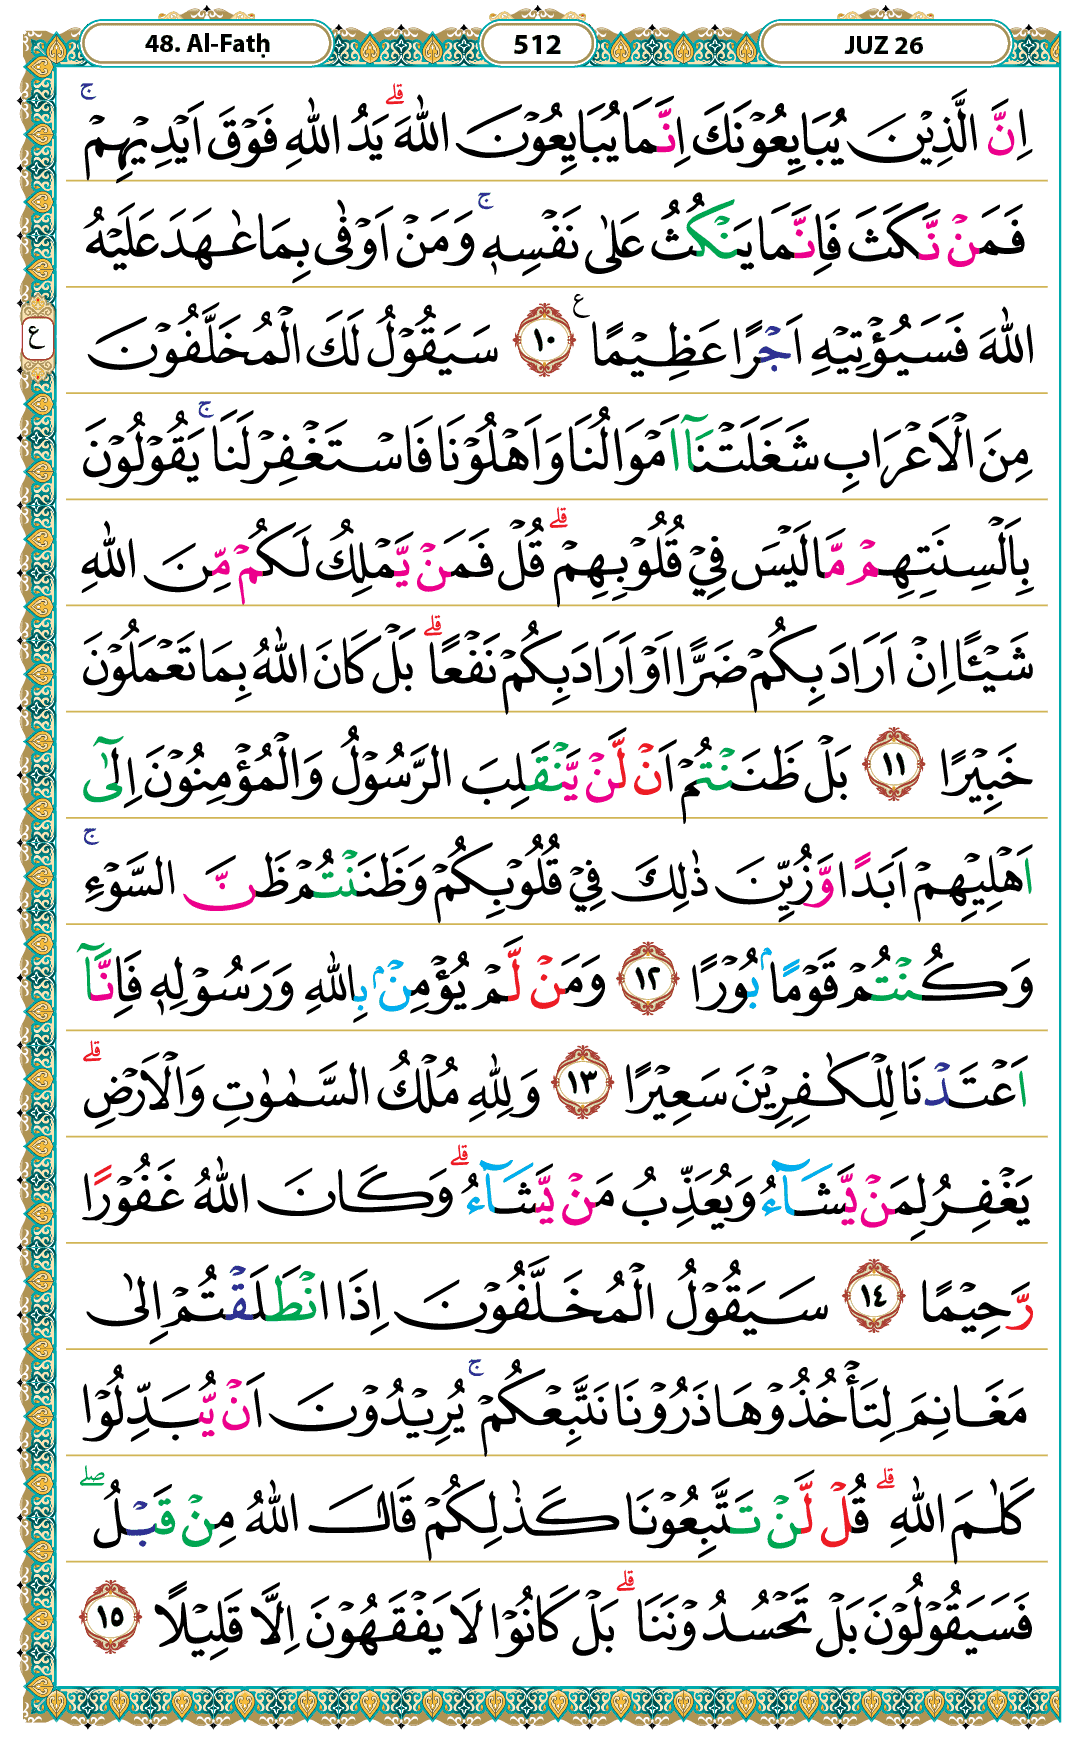 48. Al-Fatḥ
512
JUZ 26
اِنَّ الَّذِيْنَ يُبَايِعُوْنَكَ اِنَّمَا يُبَايِعُوْنَ اللّٰهَ ۗ يَدُ اللّٰهِ فَوْقَ اَيْدِيْهِمْ ۚ
فَمَنْ نَّكَثَ فَاِنَّمَا يَنْكُثُ عَلٰى نَفْسِهٖ ۚ وَمَنْ اَوْفٰى بِمَا عٰهَدَ عَلَيْهُ
اللّٰهَ فَسَيُؤْتِيْهِ اَجْرًا عَظِيْمًا ع ١٠ سَيَقُوْلُ لَكَ الْمُخَلَّفُوْنَ
ع
مِنَ الْاَعْرَابِ شَغَلَتْنَآ اَمْوَالُنَا وَاَهْلُوْنَا فَاسْتَغْفِرْ لَنَا ۚ يَقُوْلُوْنَ
بِاَلْسِنَتِهِمْ مَّا لَيْسَ فِيْ قُلُوْبِهِمْ ۗ قُلْ فَمَنْ يَّمْلِكُ لَكُمْ مِّنَ اللّٰهِ
شَيْـًٔا اِنْ اَرَادَ بِكُمْ ضَرًّا اَوْ اَرَادَ بِكُمْ نَفْعًا ۗ بَلْ كَانَ اللّٰهُ بِمَا تَعْمَلُوْنَ
خَبِيْرًا ١١ بَلْ ظَنَنْتُمْ اَنْ لَّنْ يَّنْقَلِبَ الرَّسُوْلُ وَالْمُؤْمِنُوْنَ اِلٰٓى
اَهْلِيْهِمْ اَبَدًا وَّزُيِّنَ ذٰلِكَ فِيْ قُلُوْبِكُمْ وَظَنَنْتُمْ ظَنَّ السَّوْءِ ۚ
وَكُنْتُمْ قَوْمًاۢ بُوْرًا ١٢ وَمَنْ لَّمْ يُؤْمِنْۢ بِاللّٰهِ وَرَسُوْلِهٖ فَاِنَّآ
اَعْتَدْنَا لِلْكٰفِرِيْنَ سَعِيْرًا ١٣ وَلِلّٰهِ مُلْكُ السَّمٰوٰتِ وَالْاَرْضِ ۗ
يَغْفِرُ لِمَنْ يَّشَاۤءُ وَيُعَذِّبُ مَنْ يَّشَاۤءُ ۗ وَكَانَ اللّٰهُ غَفُوْرًا
رَّحِيْمًا ١٤ سَيَقُوْلُ الْمُخَلَّفُوْنَ اِذَا انْطَلَقْتُمْ اِلٰى
مَغَانِمَ لِتَأْخُذُوْهَا ذَرُوْنَا نَتَّبِعْكُمْ ۚ يُرِيْدُوْنَ اَنْ يُّبَدِّلُوْا
كَلٰمَ اللّٰهِ ۗ قُلْ لَّنْ تَتَّبِعُوْنَا كَذٰلِكُمْ قَالَ اللّٰهُ مِنْ قَبْلُ ۖ
فَسَيَقُوْلُوْنَ بَلْ تَحْسُدُوْنَنَا ۗ بَلْ كَانُوْا لَا يَفْقَهُوْنَ اِلَّا قَلِيْلًا ١٥